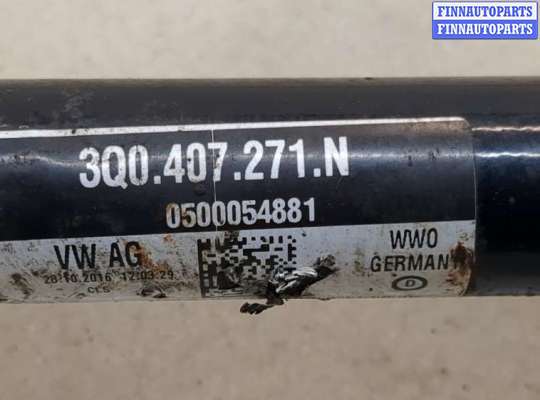 FINNAUTOPARTS
FINNAUTOPARTS
3Q0.407.271.N
0500054881
VW AG
28.10.2016 12:03:29
WWO
GERMAN